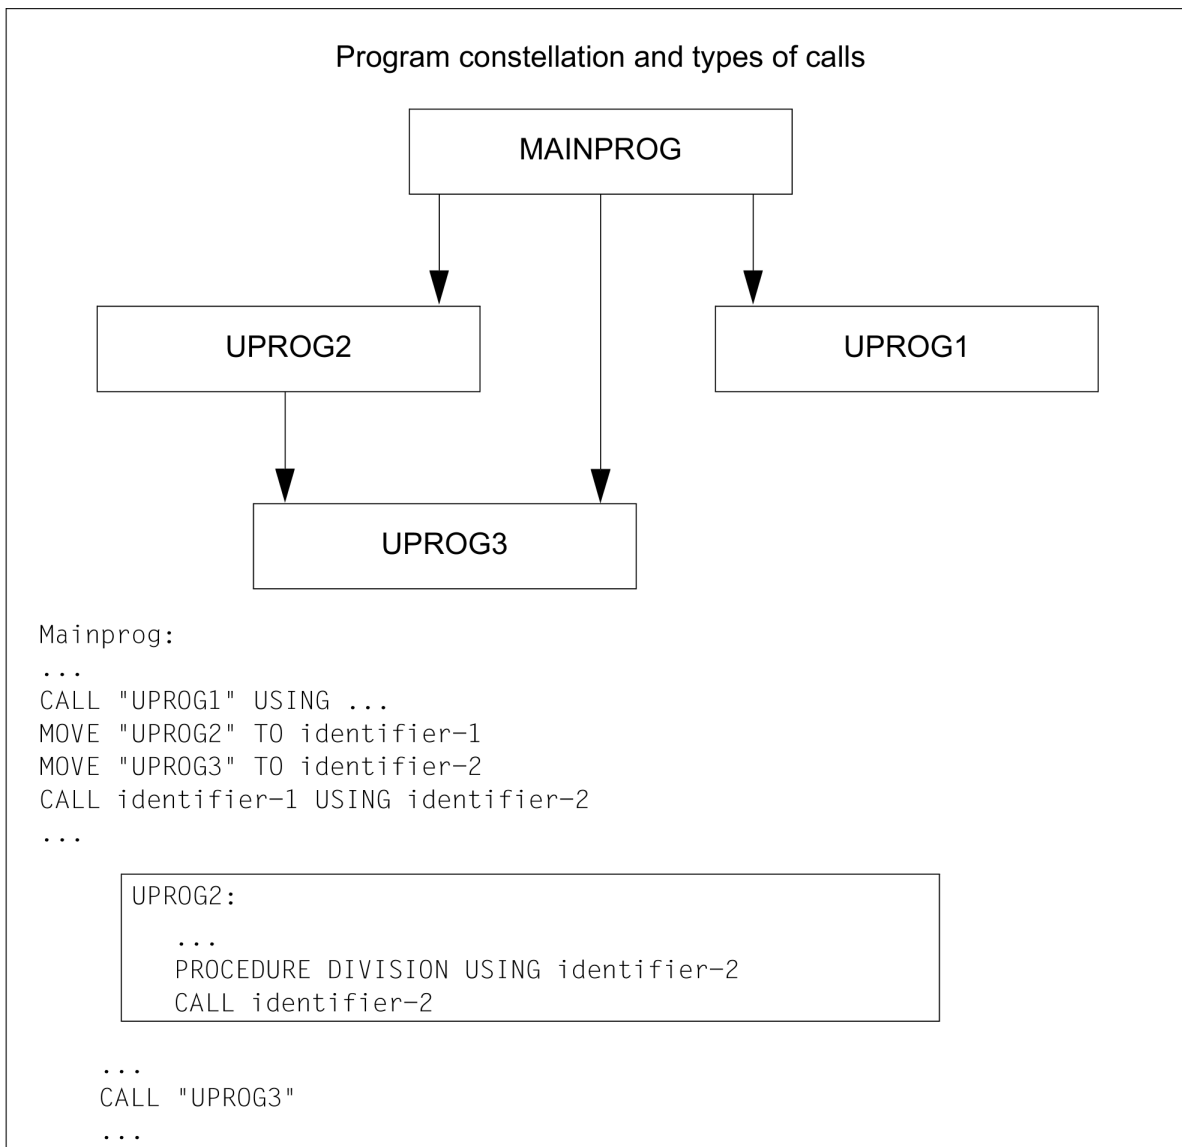 Program constellation and types of calls
MAINPROG
UPROG2
UPROG1
UPROG3
Mainprog:
...
CALL "UPROG1" USING ...
MOVE "UPROG2" TO identifier-1
MOVE "UPROG3" TO identifier-2
CALL identifier-1 USING identifier-2
...
UPROG2:
...
PROCEDURE DIVISION USING identifier-2
CALL identifier-2
...
CALL "UPROG3"
...